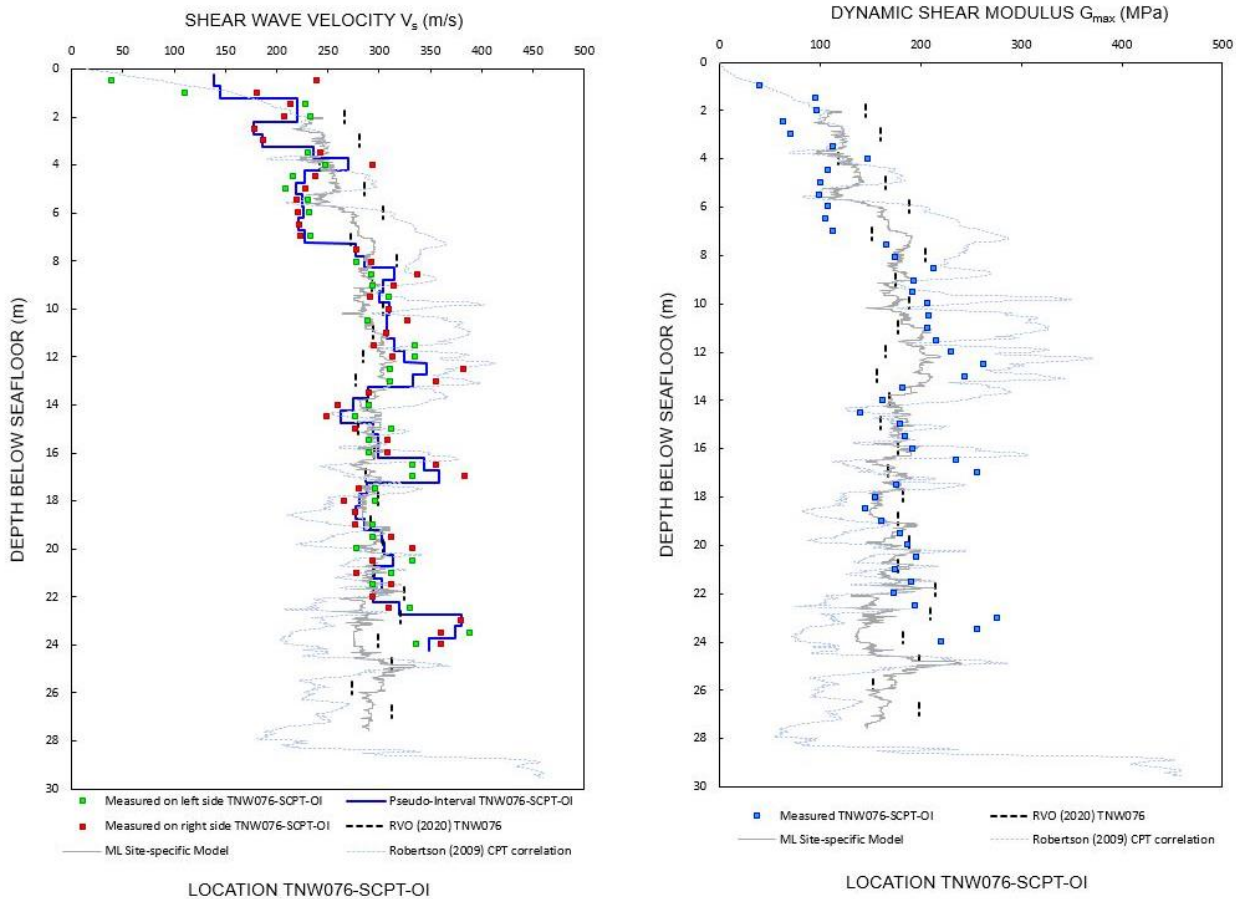 SHEAR WAVE VELOCITY Vs (m/s)
0 50 100 150 200 250 300 350 400 450 500
0
2
4
6
8
10
12
14
16
18
20
22
24
26
28
30
DEPTH BELOW SEAFLOOR (m)
Measured on left side TNW076-SCPT-OI
Pseudo-Interval TNW076-SCPT-OI
Measured on right side TNW076-SCPT-OI
RVO (2020) TNW076
ML Site-specific Model
Robertson (2009) CPT correlation
LOCATION TNW076-SCPT-OI
DYNAMIC SHEAR MODULUS Gmax (MPa)
0 100 200 300 400 500
0
2
4
6
8
10
12
14
16
18
20
22
24
26
28
30
DEPTH BELOW SEAFLOOR (m)
Measured TNW076-SCPT-OI
RVO (2020) TNW076
ML Site-specific Model
Robertson (2009) CPT correlation
LOCATION TNW076-SCPT-OI